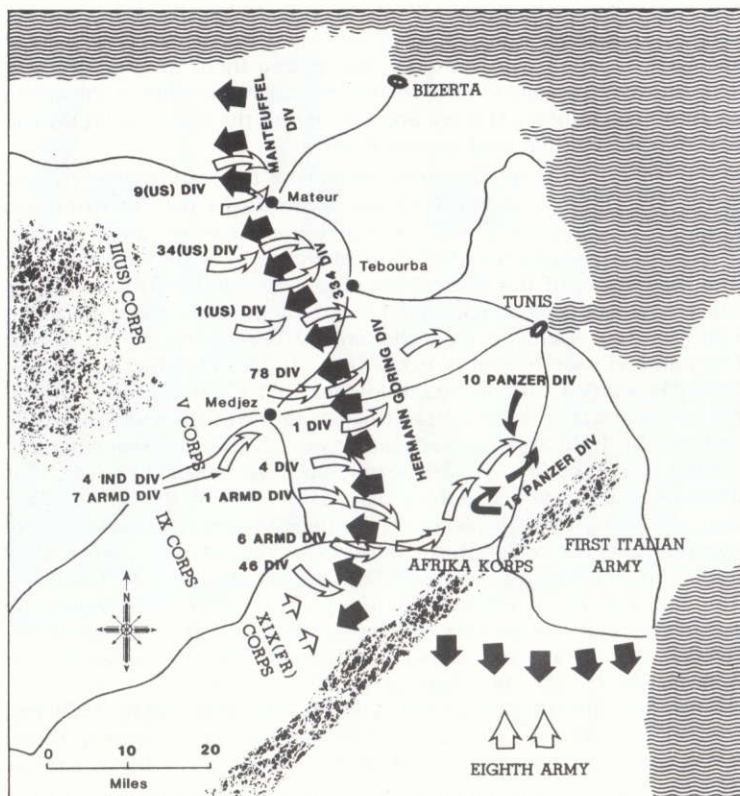 BIZERTA
MANTEUFFEL
DIV
9(US) DIV
Mateur
34(US) DIV
II(US) CORPS
334 DIV
Tebourba
1(US) DIV
TUNIS
78 DIV
10 PANZER DIV
Medjez
V CORPS
1 DIV
HERMANN GÖRING DIV
4 DIV
4 IND DIV
7 ARMD DIV
1 ARMD DIV
15 PANZER DIV
IX CORPS
6 ARMD DIV
FIRST ITALIAN
ARMY
AFRIKA KORPS
46 DIV
N
XIX(FR)
CORPS
0 10 20
Miles
EIGHTH ARMY